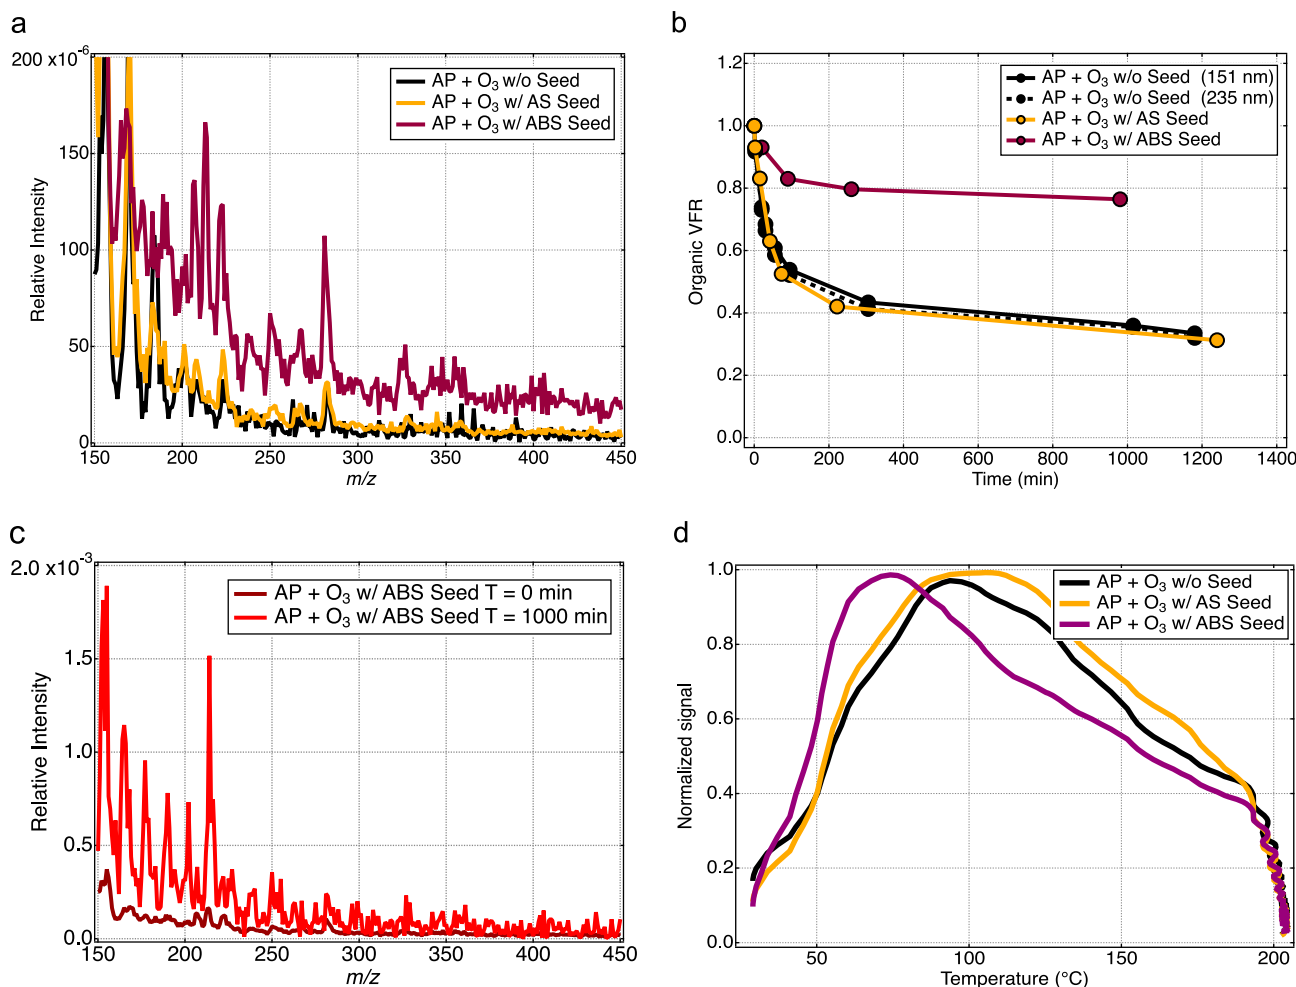 a
200 x10⁻⁶
150
100
50
0
Relative Intensity
AP + O₃ w/o Seed
AP + O₃ w/ AS Seed
AP + O₃ w/ ABS Seed
150 200 250 300 350 400 450
m/z
b
1.2
1.0
0.8
0.6
0.4
0.2
0.0
Organic VFR
AP + O₃ w/o Seed (151 nm)
AP + O₃ w/o Seed (235 nm)
AP + O₃ w/ AS Seed
AP + O₃ w/ ABS Seed
0 200 400 600 800 1000 1200 1400
Time (min)
c
2.0 x10⁻³
1.5
1.0
0.5
0.0
Relative Intensity
AP + O₃ w/ ABS Seed T = 0 min
AP + O₃ w/ ABS Seed T = 1000 min
150 200 250 300 350 400 450
m/z
d
1.0
0.8
0.6
0.4
0.2
0.0
Normalized signal
AP + O₃ w/o Seed
AP + O₃ w/ AS Seed
AP + O₃ w/ ABS Seed
50 100 150 200
Temperature (°C)